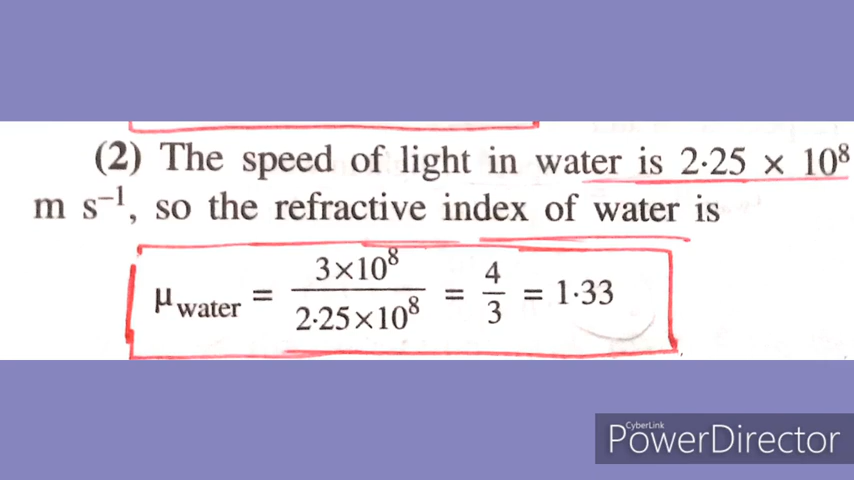 (2) The speed of light in water is 2·25 × 10⁸
m s⁻¹, so the refractive index of water is
μ water = 3×10⁸ / 2·25×10⁸ = 4/3 = 1·33
CyberLink
PowerDirector